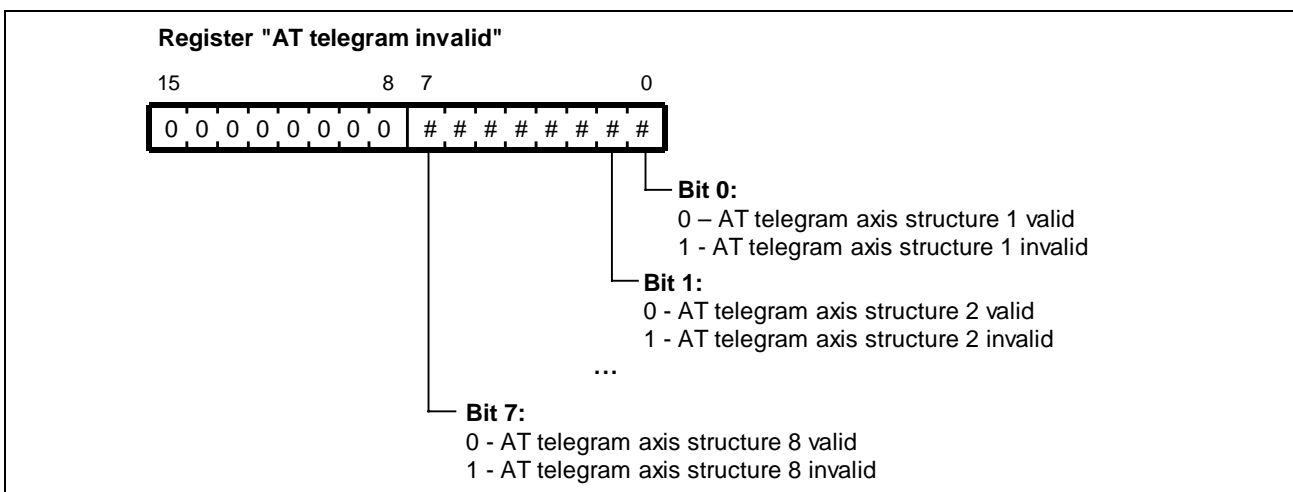 Register "AT telegram invalid"
15 8 7 0
0 0 0 0 0 0 0 0 # # # # # # # #
Bit 0:
0 – AT telegram axis structure 1 valid
1 - AT telegram axis structure 1 invalid
Bit 1:
0 - AT telegram axis structure 2 valid
1 - AT telegram axis structure 2 invalid
...
Bit 7:
0 - AT telegram axis structure 8 valid
1 - AT telegram axis structure 8 invalid